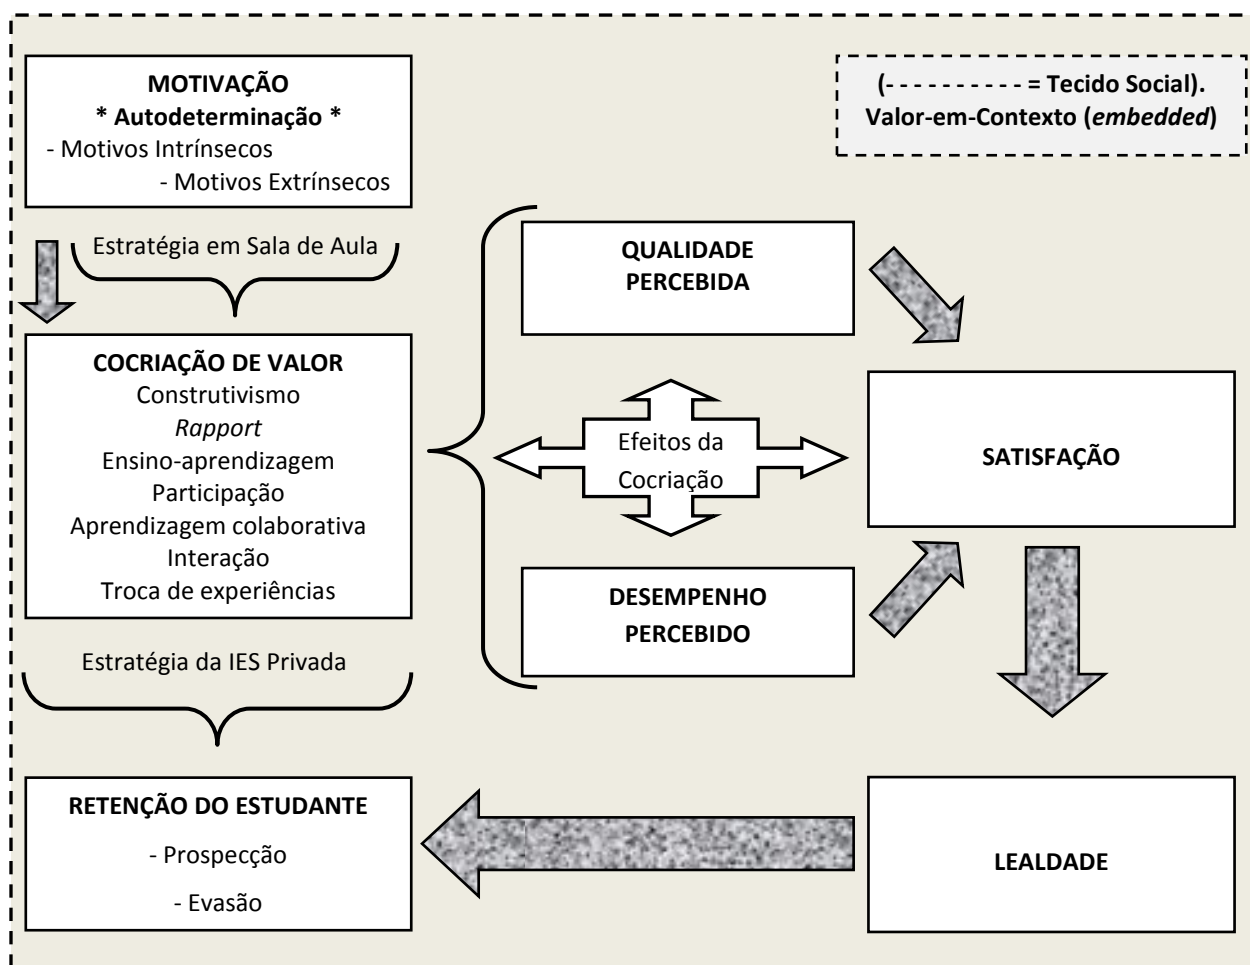 MOTIVAÇÃO
* Autodeterminação *
- Motivos Intrínsecos
- Motivos Extrínsecos
(- - - - - - - - - - = Tecido Social).
Valor-em-Contexto (embedded)
Estratégia em Sala de Aula
QUALIDADE
PERCEBIDA
COCRIAÇÃO DE VALOR
Construtivismo
Rapport
Ensino-aprendizagem
Participação
Aprendizagem colaborativa
Interação
Troca de experiências
Efeitos da
Cocriação
SATISFAÇÃO
DESEMPENHO
PERCEBIDO
Estratégia da IES Privada
RETENÇÃO DO ESTUDANTE
- Prospecção
- Evasão
LEALDADE